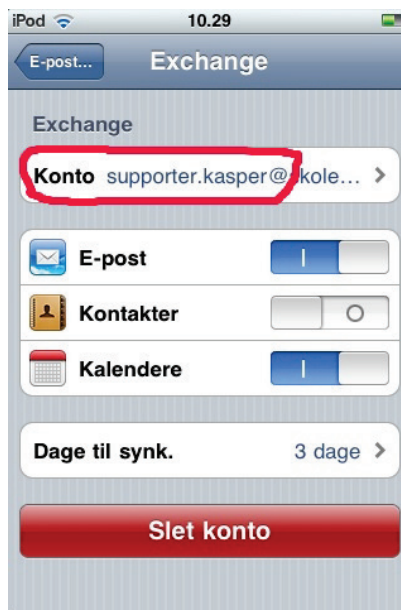 iPod 10.29
E-post... Exchange
Exchange
Konto supporter.kasper@skole... >
E-post
Kontakter
Kalendere
Dage til synk. 3 dage >
Slet konto